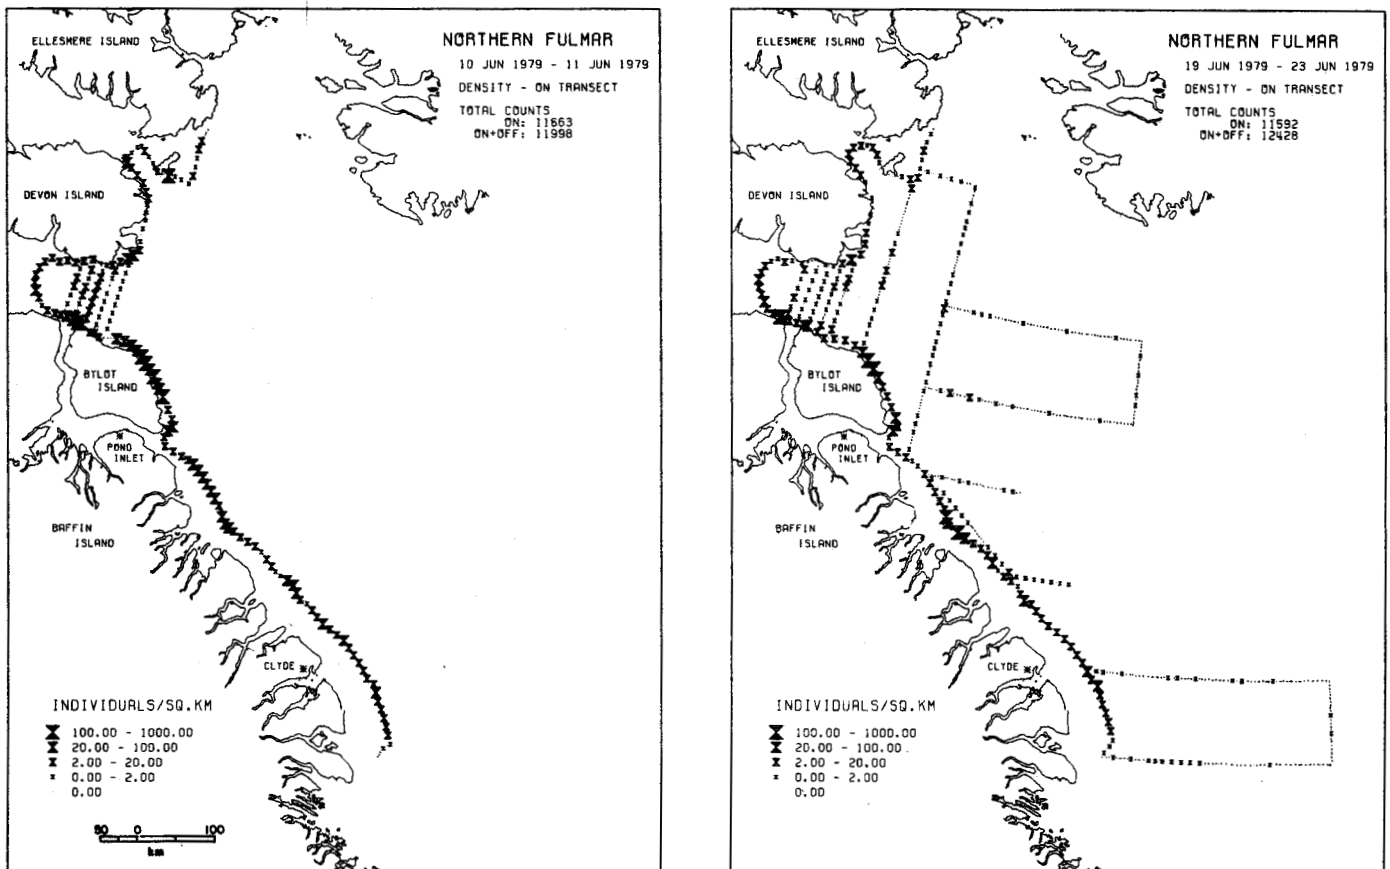 ELLESMERE ISLAND
NORTHERN FULMAR
10 JUN 1979 - 11 JUN 1979
DENSITY - ON TRANSECT
TOTAL COUNTS
ON: 11663
ON+OFF: 11998
DEVON ISLAND
BYLOT
ISLAND
POND
INLET
BAFFIN
ISLAND
CLYDE
INDIVIDUALS/SQ.KM
100.00 - 1000.00
20.00 - 100.00
2.00 - 20.00
0.00 - 2.00
0.00
50 0 100
km
ELLESMERE ISLAND
NORTHERN FULMAR
19 JUN 1979 - 23 JUN 1979
DENSITY - ON TRANSECT
TOTAL COUNTS
ON: 11592
ON+OFF: 12428
DEVON ISLAND
BYLOT
ISLAND
POND
INLET
BAFFIN
ISLAND
CLYDE
INDIVIDUALS/SQ.KM
100.00 - 1000.00
20.00 - 100.00
2.00 - 20.00
0.00 - 2.00
0.00